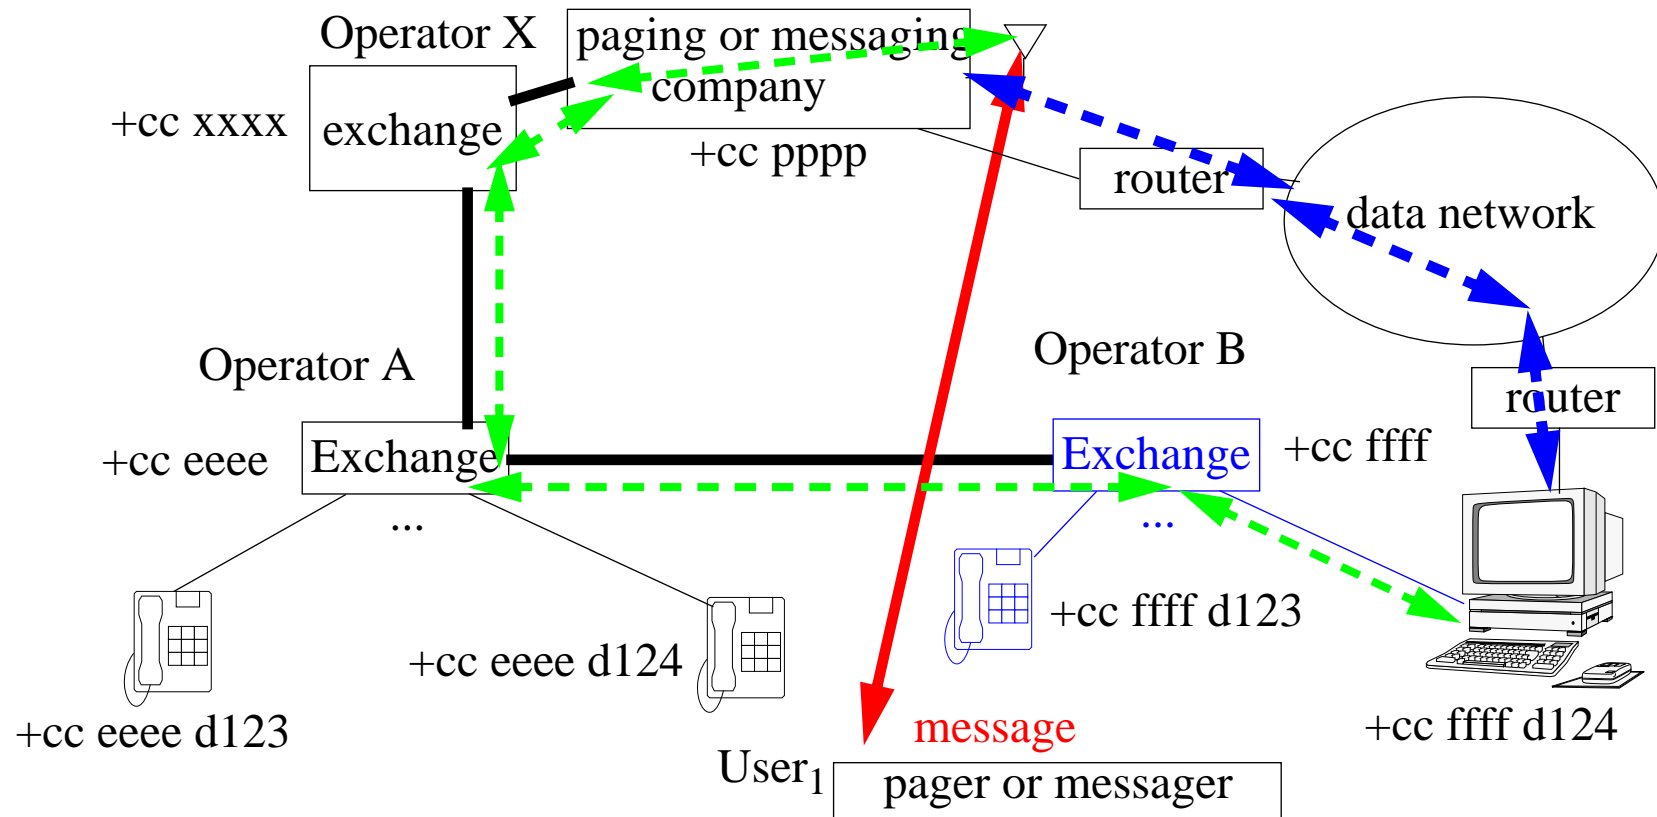 Operator X
paging or messaging
company
+cc xxxx
exchange
+cc pppp
router
data network
Operator A
Operator B
router
+cc eeee
Exchange
Exchange
+cc ffff
...
...
+cc ffff d123
+cc eeee d124
+cc eeee d123
message
+cc ffff d124
User1
pager or messager